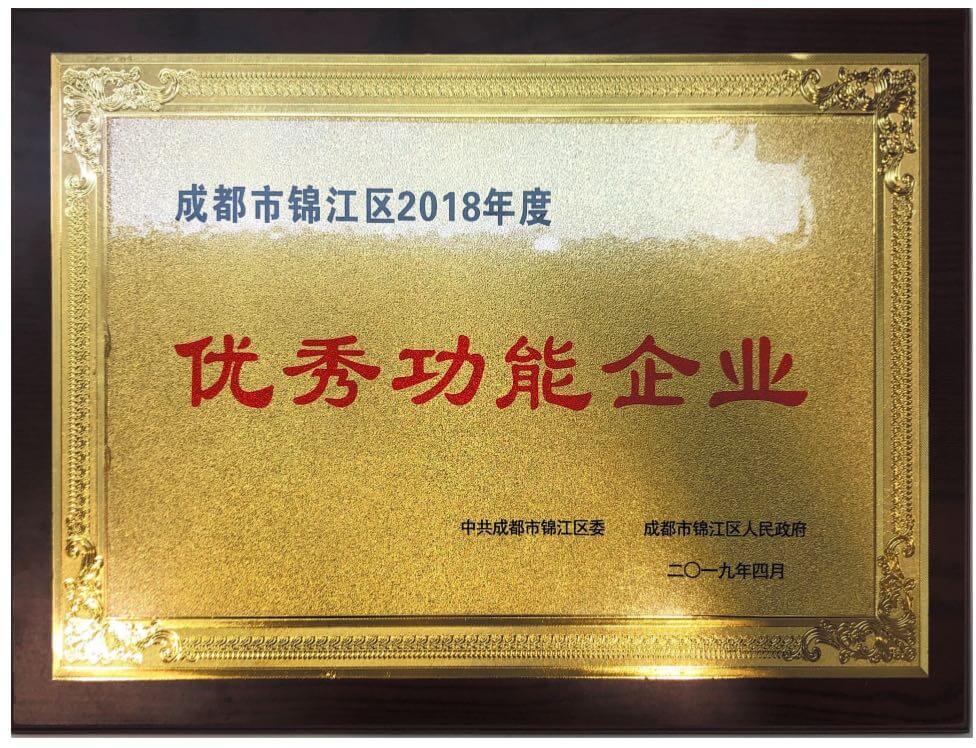 成都市锦江区2018年度
优秀功能企业
中共成都市锦江区委 成都市锦江区人民政府
二〇一九年四月